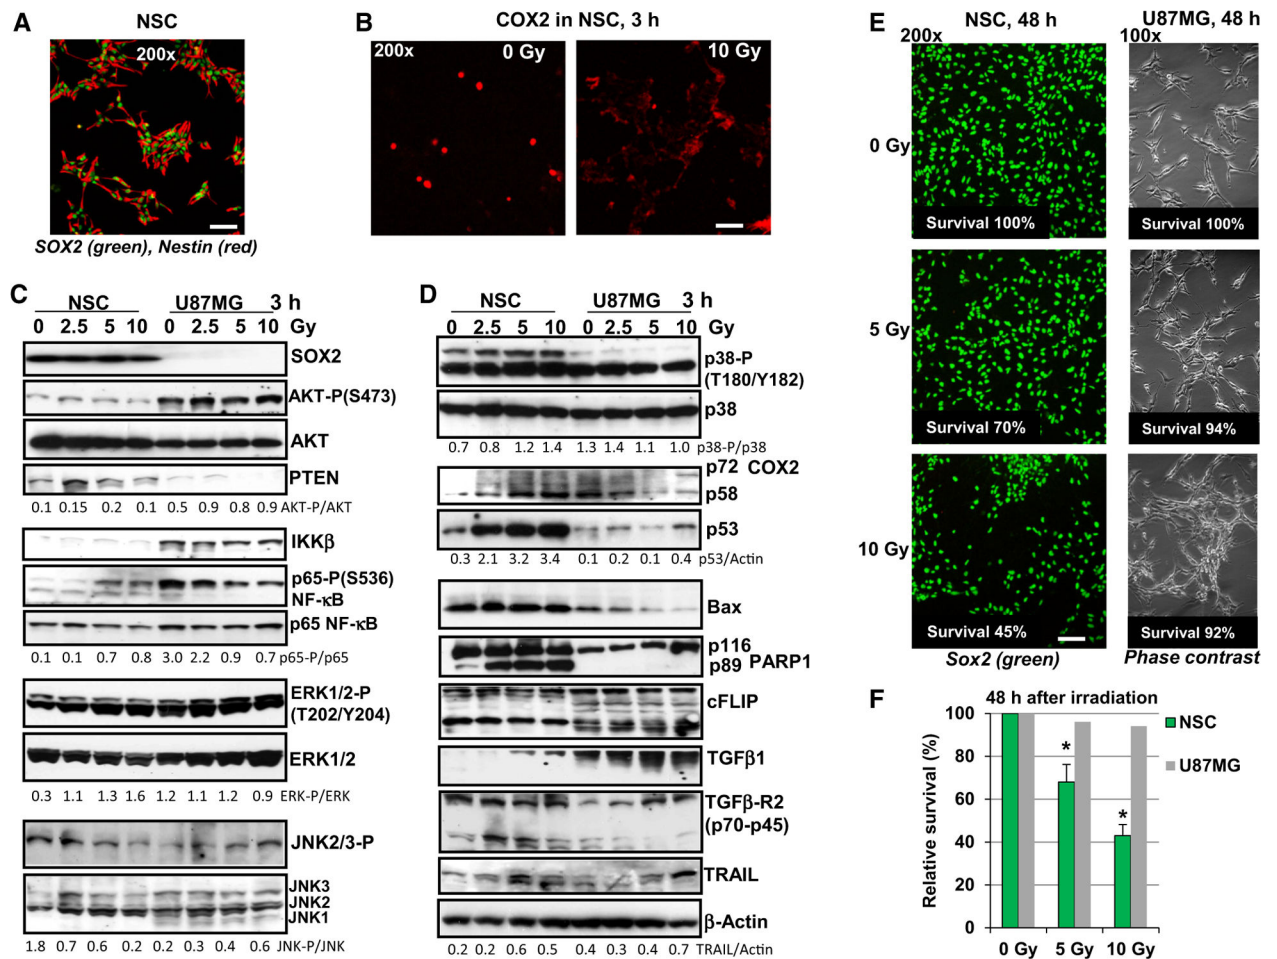 A
NSC
200x
SOX2 (green), Nestin (red)
B
COX2 in NSC, 3 h
200x
0 Gy
10 Gy
C
NSC U87MG 3 h
0 2.5 5 10 0 2.5 5 10 Gy
SOX2
AKT-P(S473)
AKT
PTEN
0.1 0.15 0.2 0.1 0.5 0.9 0.8 0.9 AKT-P/AKT
IKKβ
p65-P(S536)
NF-κB
p65 NF-κB
0.1 0.1 0.7 0.8 3.0 2.2 0.9 0.7 p65-P/p65
ERK1/2-P
(T202/Y204)
ERK1/2
0.3 1.1 1.3 1.6 1.2 1.1 1.2 0.9 ERK-P/ERK
JNK2/3-P
JNK3
JNK2
JNK1
1.8 0.7 0.6 0.2 0.2 0.3 0.4 0.6 JNK-P/JNK
D
NSC U87MG 3 h
0 2.5 5 10 0 2.5 5 10 Gy
p38-P
(T180/Y182)
p38
0.7 0.8 1.2 1.4 1.3 1.4 1.1 1.0 p38-P/p38
p72 COX2
p58
p53
0.3 2.1 3.2 3.4 0.1 0.2 0.1 0.4 p53/Actin
Bax
p116
p89 PARP1
cFLIP
TGFβ1
TGFβ-R2
(p70-p45)
TRAIL
β-Actin
0.2 0.2 0.6 0.5 0.4 0.3 0.4 0.7 TRAIL/Actin
E
NSC, 48 h U87MG, 48 h
200x 100x
0 Gy
Survival 100% Survival 100%
5 Gy
Survival 70% Survival 94%
10 Gy
Survival 45% Survival 92%
Sox2 (green) Phase contrast
F
48 h after irradiation
Relative survival (%)
100
80
60
40
20
0
* *
0 Gy 5 Gy 10 Gy
NSC
U87MG